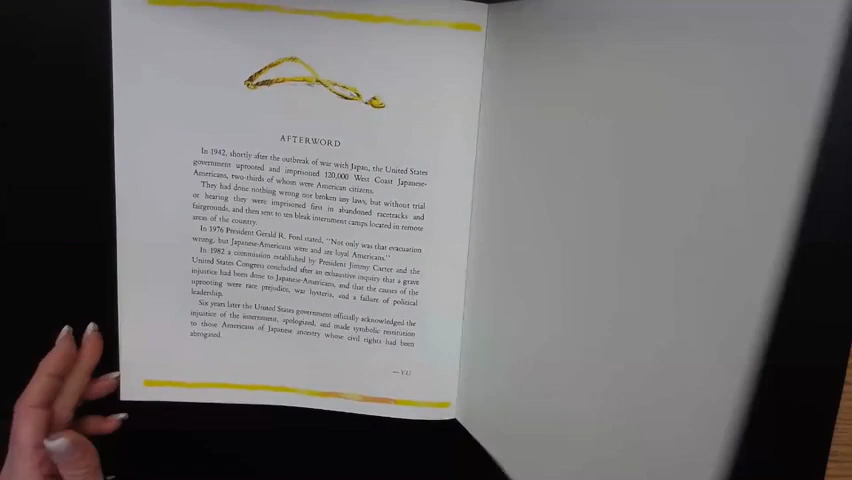 AFTERWORD
In 1942, shortly after the outbreak of war with Japan, the United States
government uprooted and imprisoned 120,000 West Coast Japanese-
Americans, two-thirds of whom were American citizens.
They had done nothing wrong nor broken any laws, but without trial
or hearing they were imprisoned first in abandoned racetracks and
fairgrounds, and then sent to ten bleak internment camps located in remote
areas of the country.
In 1976 President Gerald R. Ford stated, "Not only was that evacuation
wrong, but Japanese-Americans were and are loyal Americans."
In 1982 a commission established by President Jimmy Carter and the
United States Congress concluded after an exhaustive inquiry that a grave
injustice had been done to Japanese-Americans, and that the causes of the
uprooting were race prejudice, war hysteria, and a failure of political
leadership.
Six years later the United States government officially acknowledged the
injustice of the internment, apologized, and made symbolic restitution
to those Americans of Japanese ancestry whose civil rights had been
abrogated.
—Y.U.